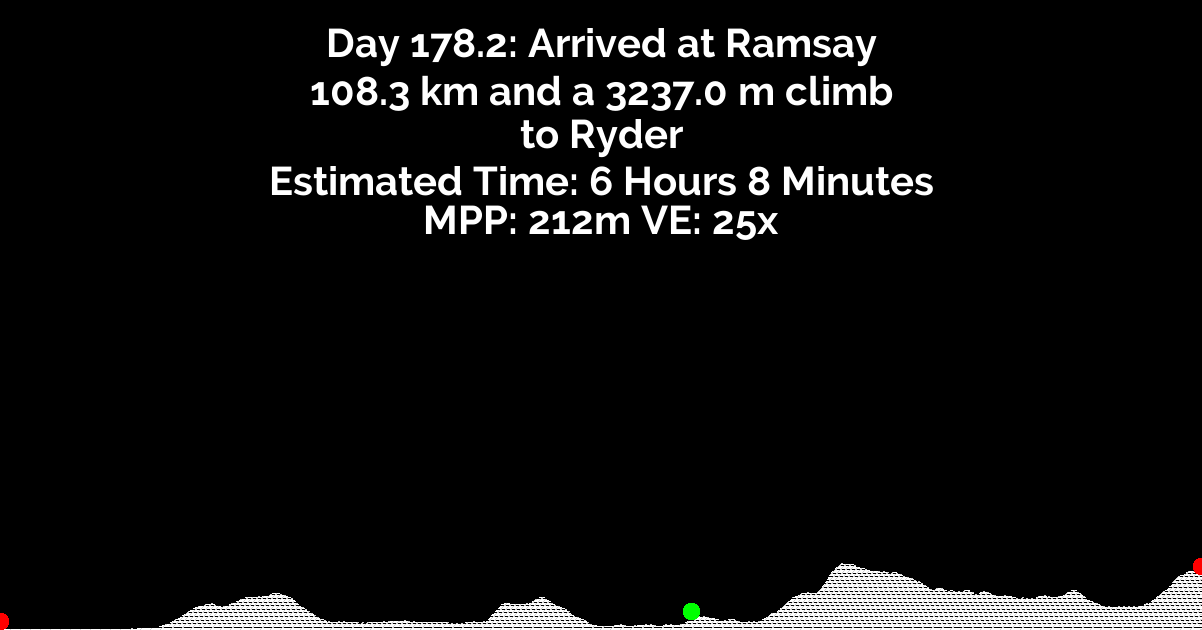 Day 178.2: Arrived at Ramsay
108.3 km and a 3237.0 m climb
to Ryder
Estimated Time: 6 Hours 8 Minutes
MPP: 212m VE: 25x